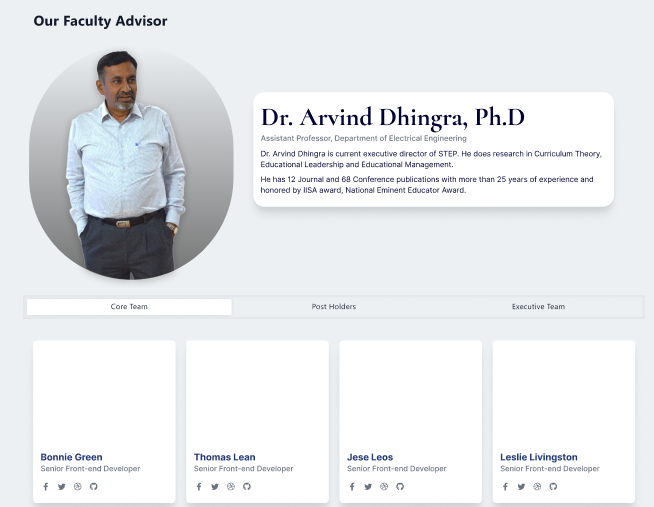 Our Faculty Advisor
Dr. Arvind Dhingra, Ph.D
Assistant Professor, Department of Electrical Engineering
Dr. Arvind Dhingra is current executive director of STEP. He does research in Curriculum Theory,
Educational Leadership and Educational Management.
He has 12 Journal and 68 Conference publications with more than 25 years of experience and
honored by IISA award, National Eminent Educator Award.
Core Team
Post Holders
Executive Team
Bonnie Green
Senior Front-end Developer
Thomas Lean
Senior Front-end Developer
Jese Leos
Senior Front-end Developer
Leslie Livingston
Senior Front-end Developer